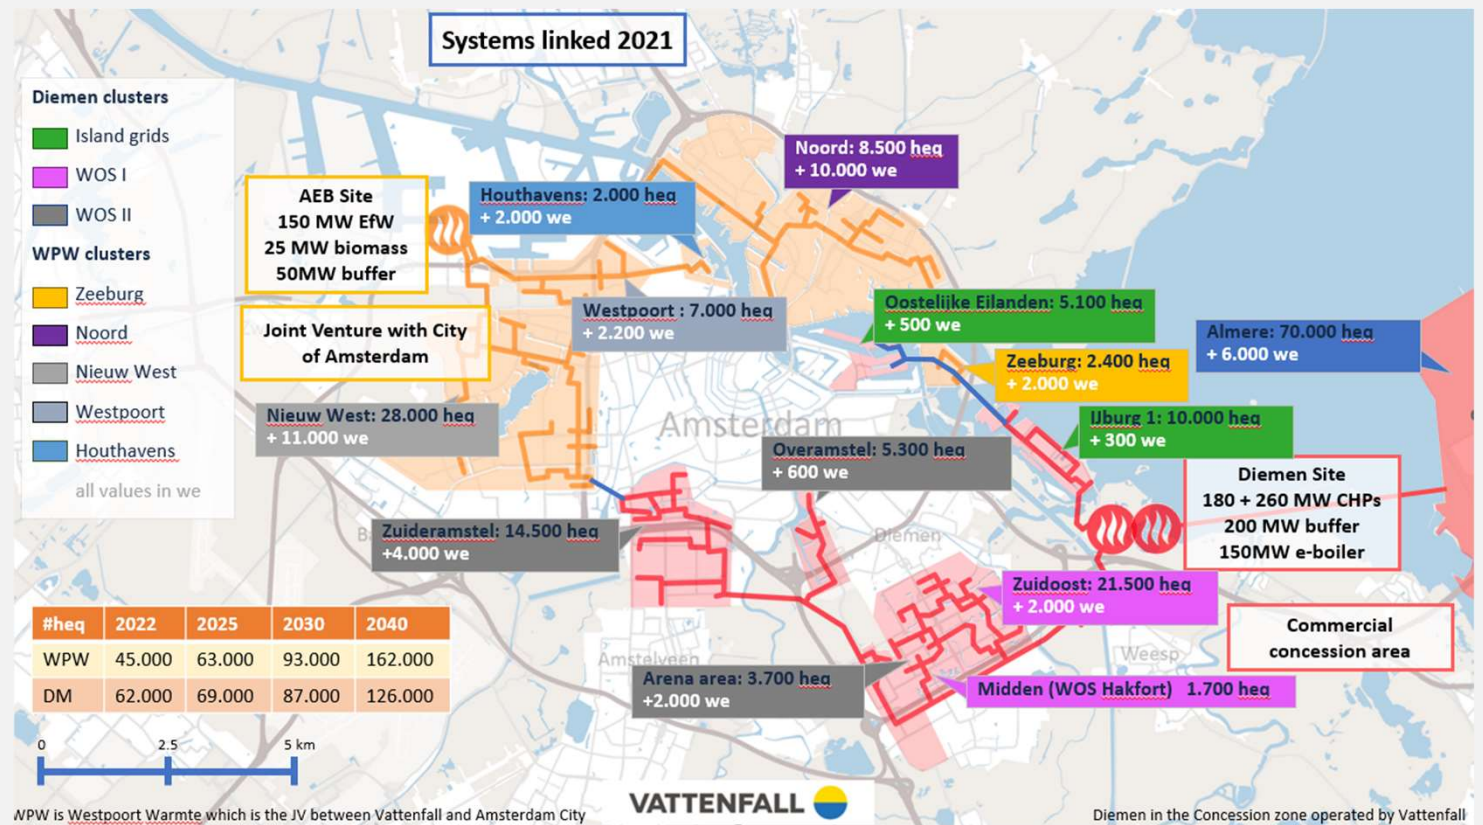 Systems linked 2021
Diemen clusters
Island grids
WOS I
WOS II
WPW clusters
Zeeburg
Noord
Nieuw West
Westpoort
Houthavens
all values in we
AEB Site
150 MW EfW
25 MW biomass
50MW buffer
Joint Venture with City
of Amsterdam
Houthavens: 2.000 heq
+ 2.000 we
Noord: 8.500 heq
+ 10.000 we
Westpoort : 7.000 heq
+ 2.200 we
Oostelijke Eilanden: 5.100 heq
+ 500 we
Zeeburg: 2.400 heq
+ 2.000 we
Almere: 70.000 heq
+ 6.000 we
Nieuw West: 28.000 heq
+ 11.000 we
Amsterdam
IJburg 1: 10.000 heq
+ 300 we
Overamstel: 5.300 heq
+ 600 we
Diemen Site
180 + 260 MW CHPs
200 MW buffer
150MW e-boiler
Zuideramstel: 14.500 heq
+4.000 we
Diemen
Zuidoost: 21.500 heq
+ 2.000 we
Commercial
concession area
Amstelveen
Weesp
Arena area: 3.700 heq
+2.000 we
Midden (WOS Hakfort) 1.700 heq
#heq 2022 2025 2030 2040
WPW 45.000 63.000 93.000 162.000
DM 62.000 69.000 87.000 126.000
0 2.5 5 km
VATTENFALL
WPW is Westpoort Warmte which is the JV between Vattenfall and Amsterdam City
Diemen in the Concession zone operated by Vattenfall